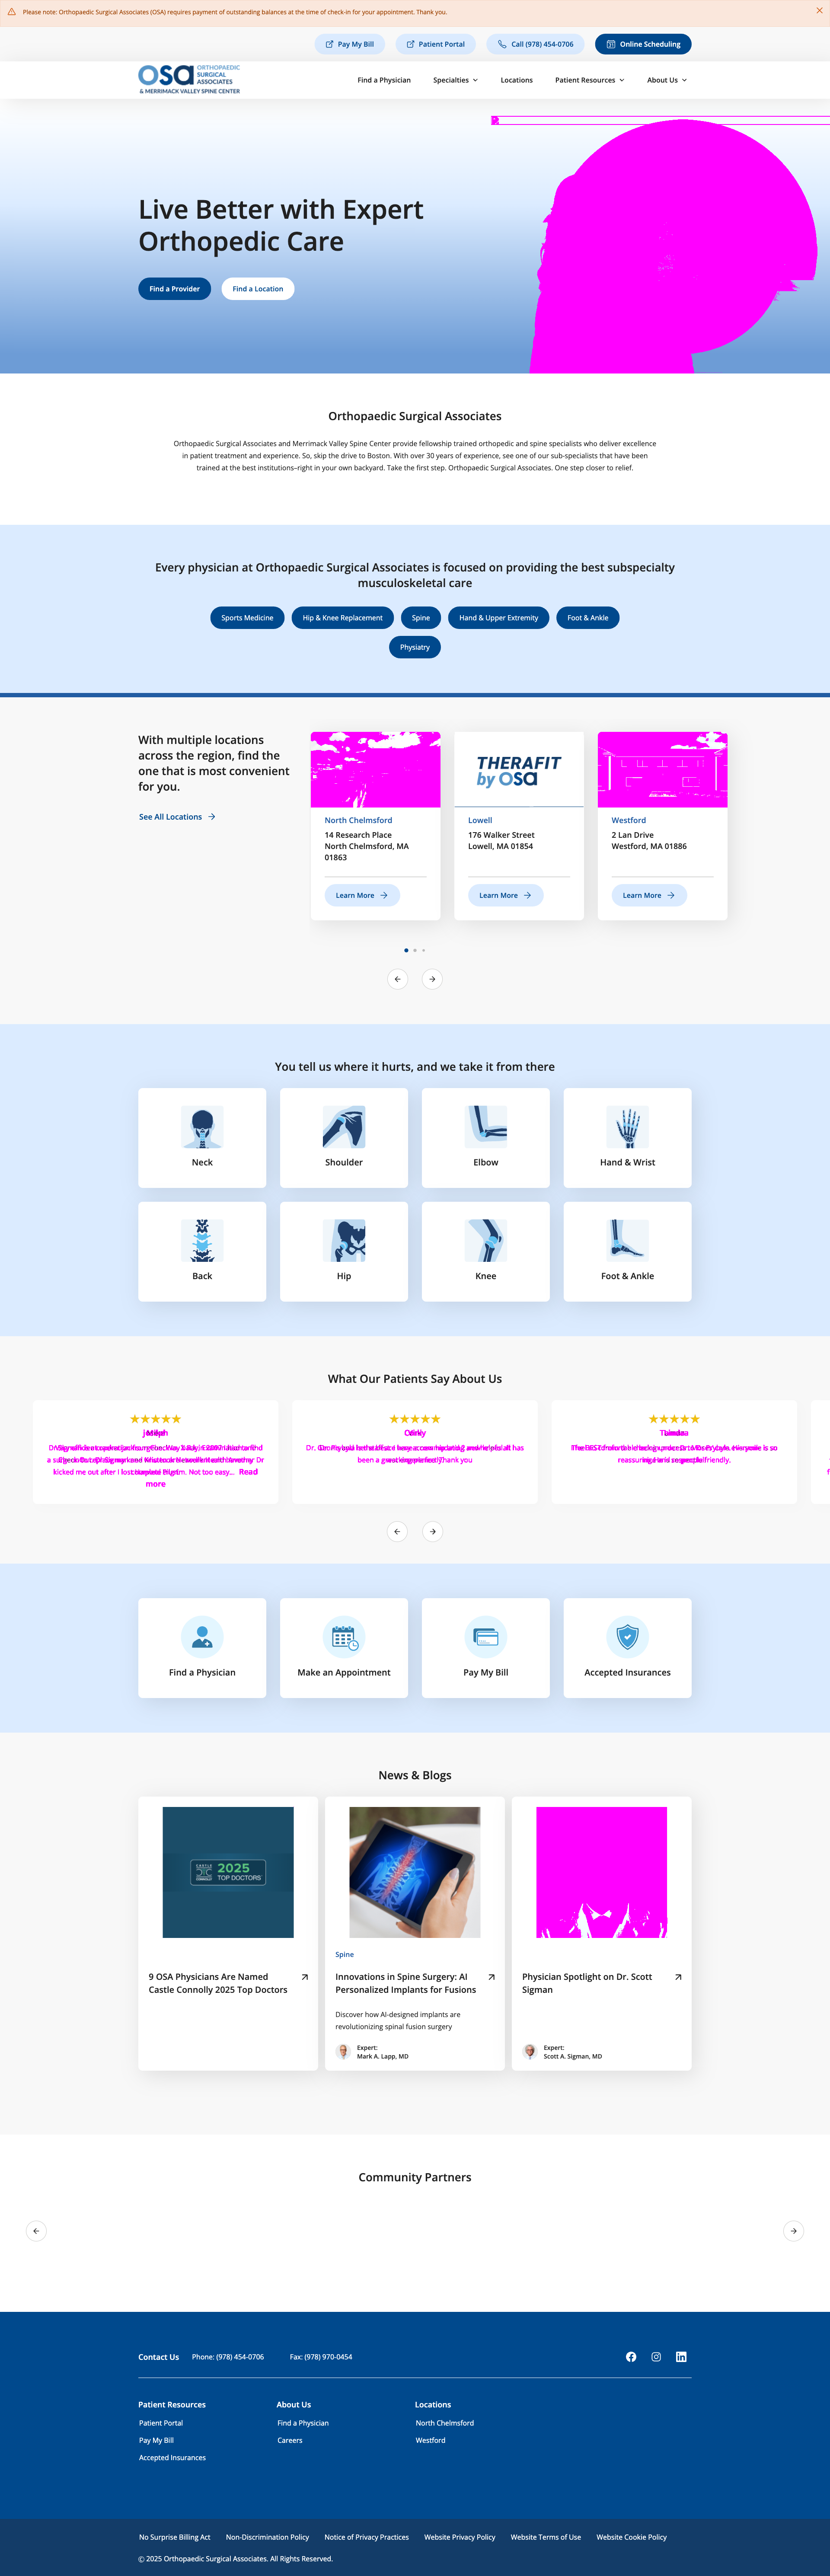 Please note: Orthopaedic Surgical Associates (OSA) requires payment of outstanding balances at the time of check-in for your appointment. Thank you.
Pay My Bill
Patient Portal
Call (978) 454-0706
Online Scheduling
OSA ORTHOPAEDIC
SURGICAL
ASSOCIATES
& MERRIMACK VALLEY SPINE CENTER
Find a Physician
Specialties
Locations
Patient Resources
About Us
Live Better with Expert
Orthopedic Care
Find a Provider
Find a Location
Orthopaedic Surgical Associates
Orthopaedic Surgical Associates and Merrimack Valley Spine Center provide fellowship trained orthopedic and spine specialists who deliver excellence
in patient treatment and experience. So, skip the drive to Boston. With over 30 years of experience, see one of our sub-specialists that have been
trained at the best institutions–right in your own backyard. Take the first step. Orthopaedic Surgical Associates. One step closer to relief.
Every physician at Orthopaedic Surgical Associates is focused on providing the best subspecialty
musculoskeletal care
Sports Medicine
Hip & Knee Replacement
Spine
Hand & Upper Extremity
Foot & Ankle
Physiatry
With multiple locations
across the region, find the
one that is most convenient
for you.
See All Locations
North Chelmsford
14 Research Place
North Chelmsford, MA
01863
Learn More
THERAFIT
by OSA
Lowell
176 Walker Street
Lowell, MA 01854
Learn More
Westford
2 Lan Drive
Westford, MA 01886
Learn More
You tell us where it hurts, and we take it from there
Neck
Shoulder
Elbow
Hand & Wrist
Back
Hip
Knee
Foot & Ankle
What Our Patients Say About Us
Read
more
Find a Physician
Make an Appointment
Pay My Bill
Accepted Insurances
News & Blogs
CASTLE
CONNOLLY
2025
TOP DOCTORS
9 OSA Physicians Are Named
Castle Connolly 2025 Top Doctors
Spine
Innovations in Spine Surgery: AI
Personalized Implants for Fusions
Discover how AI-designed implants are
revolutionizing spinal fusion surgery
Expert:
Mark A. Lapp, MD
Physician Spotlight on Dr. Scott
Sigman
Expert:
Scott A. Sigman, MD
Community Partners
Contact Us
Phone: (978) 454-0706
Fax: (978) 970-0454
Patient Resources
Patient Portal
Pay My Bill
Accepted Insurances
About Us
Find a Physician
Careers
Locations
North Chelmsford
Westford
No Surprise Billing Act
Non-Discrimination Policy
Notice of Privacy Practices
Website Privacy Policy
Website Terms of Use
Website Cookie Policy
© 2025 Orthopaedic Surgical Associates. All Rights Reserved.